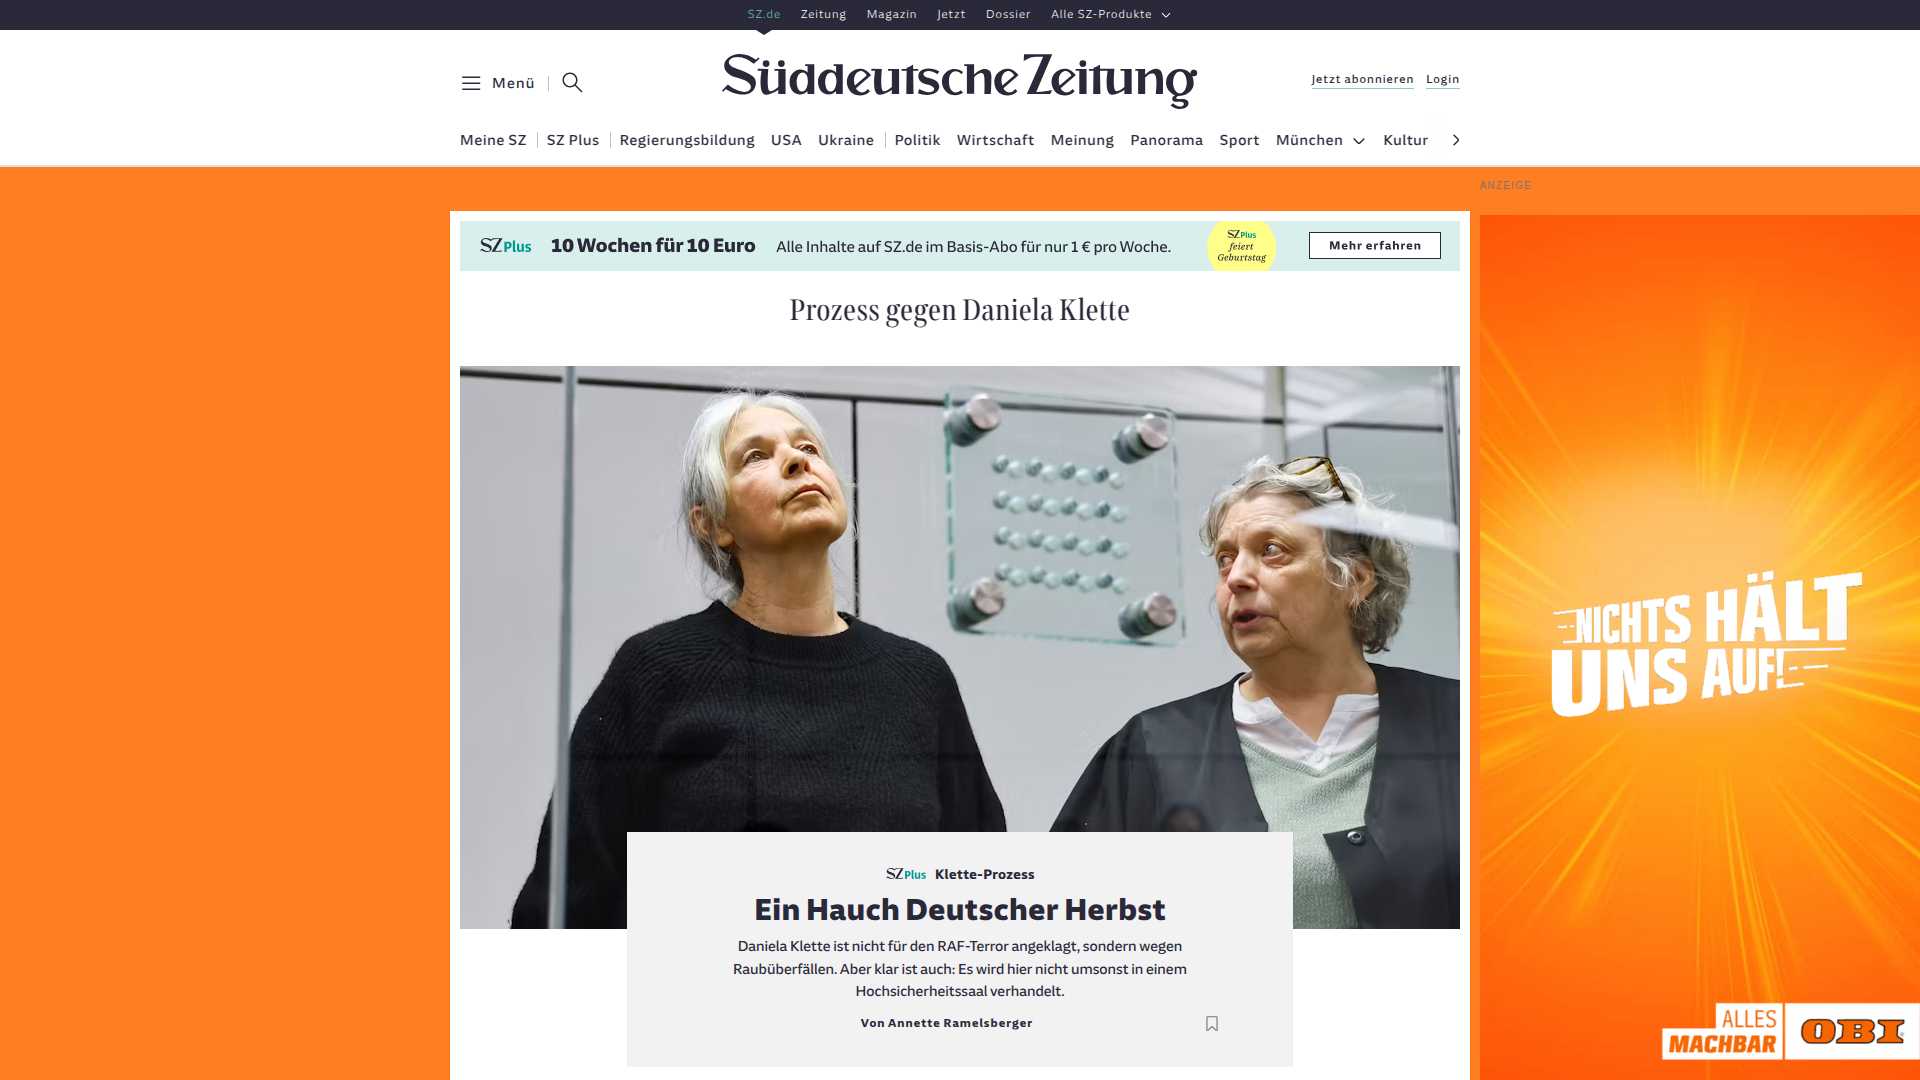 SZ.de Zeitung Magazin Jetzt Dossier Alle SZ-Produkte
Menü
Süddeutsche Zeitung
Jetzt abonnieren Login
Meine SZ SZ Plus Regierungsbildung USA Ukraine Politik Wirtschaft Meinung Panorama Sport München Kultur
ANZEIGE
SZ Plus 10 Wochen für 10 Euro Alle Inhalte auf SZ.de im Basis-Abo für nur 1 € pro Woche.
SZ Plus
feiert
Geburtstag
Mehr erfahren
Prozess gegen Daniela Klette
SZ Plus Klette-Prozess
Ein Hauch Deutscher Herbst
Daniela Klette ist nicht für den RAF-Terror angeklagt, sondern wegen
Raubüberfällen. Aber klar ist auch: Es wird hier nicht umsonst in einem
Hochsicherheitssaal verhandelt.
Von Annette Ramelsberger
NICHTS HÄLT
UNS AUF!
ALLES
MACHBAR
OBI